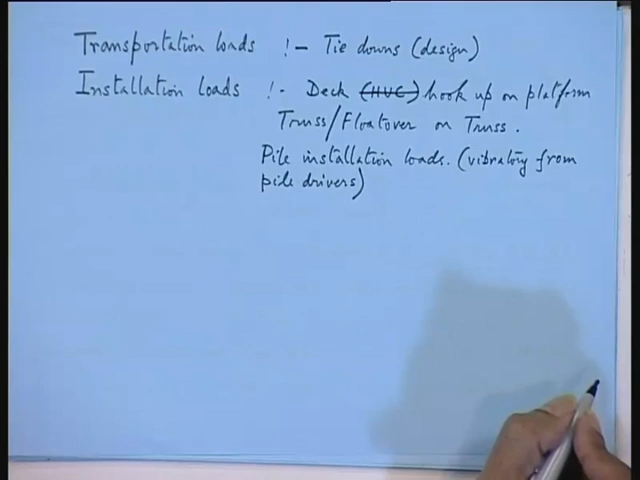 Transportation loads :- Tie downs (design)
Installation loads :- Deck (HUC) hook up on platform
Truss/Floatover on Truss.
Pile installation loads. (vibratory from
pile drivers)